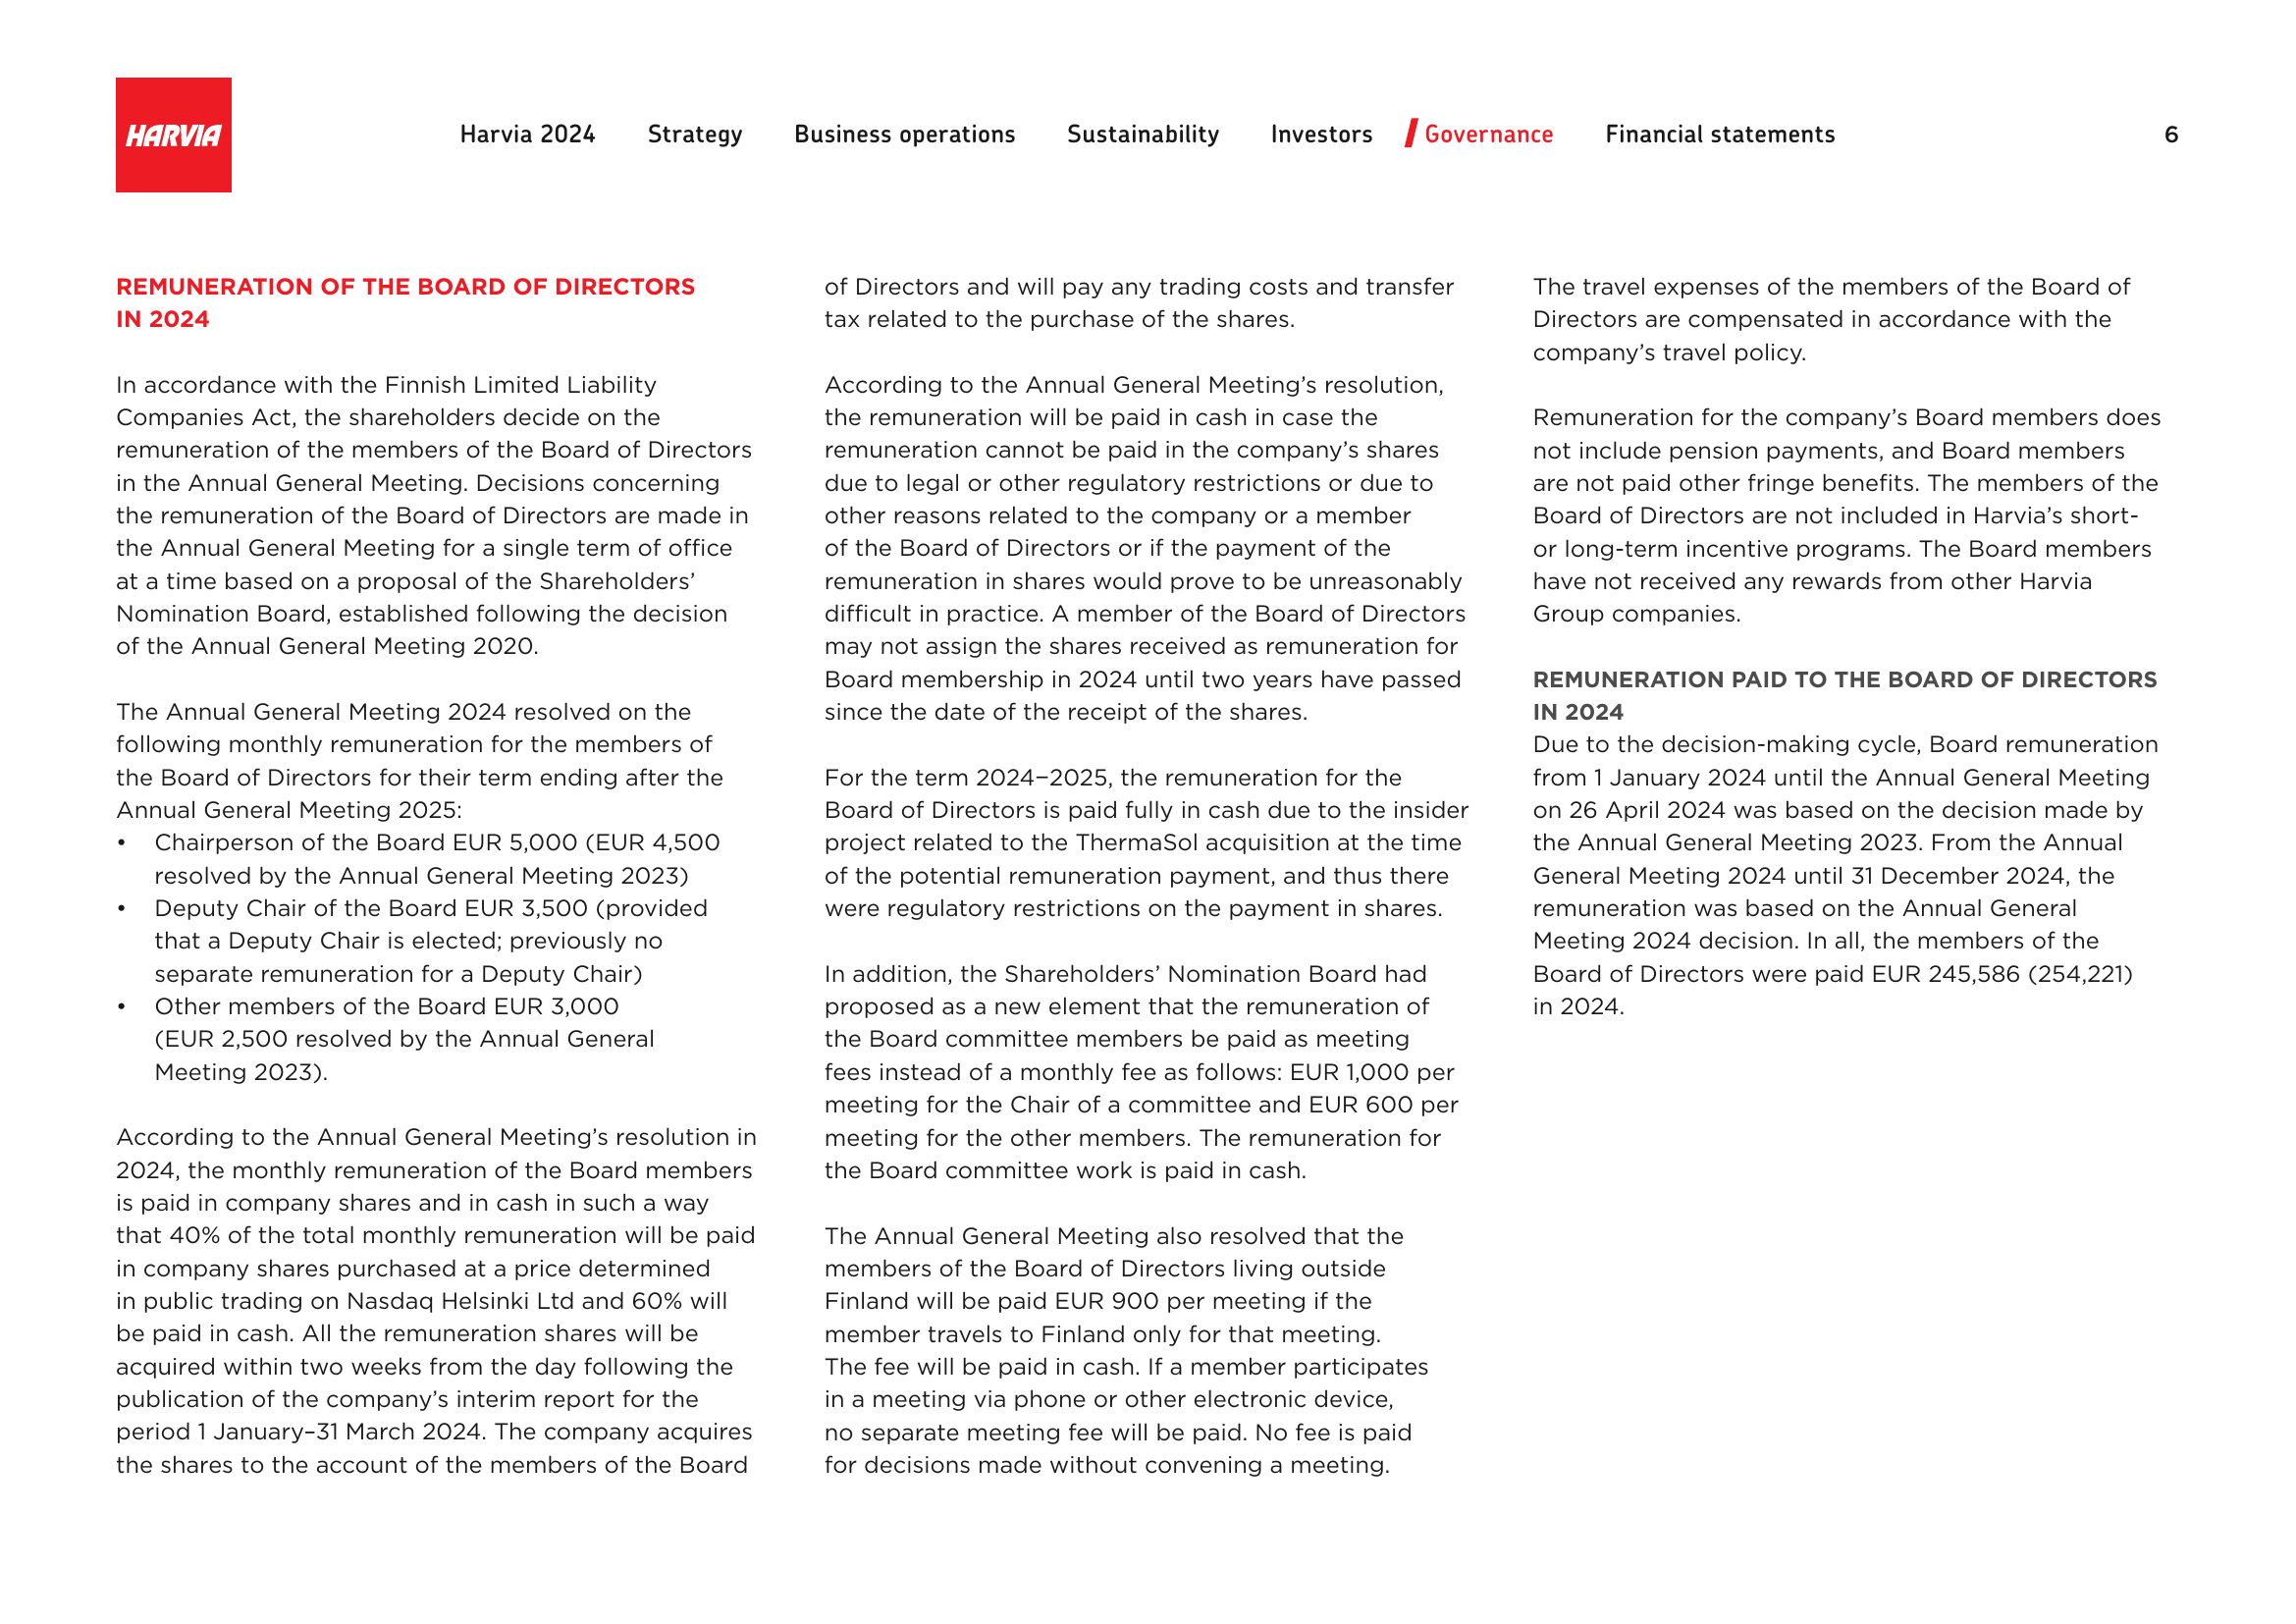 HARVIA
Harvia 2024 Strategy Business operations Sustainability Investors Governance Financial statements 6
REMUNERATION OF THE BOARD OF DIRECTORS
IN 2024
In accordance with the Finnish Limited Liability
Companies Act, the shareholders decide on the
remuneration of the members of the Board of Directors
in the Annual General Meeting. Decisions concerning
the remuneration of the Board of Directors are made in
the Annual General Meeting for a single term of office
at a time based on a proposal of the Shareholders’
Nomination Board, established following the decision
of the Annual General Meeting 2020.
The Annual General Meeting 2024 resolved on the
following monthly remuneration for the members of
the Board of Directors for their term ending after the
Annual General Meeting 2025:
• Chairperson of the Board EUR 5,000 (EUR 4,500
resolved by the Annual General Meeting 2023)
• Deputy Chair of the Board EUR 3,500 (provided
that a Deputy Chair is elected; previously no
separate remuneration for a Deputy Chair)
• Other members of the Board EUR 3,000
(EUR 2,500 resolved by the Annual General
Meeting 2023).
According to the Annual General Meeting’s resolution in
2024, the monthly remuneration of the Board members
is paid in company shares and in cash in such a way
that 40% of the total monthly remuneration will be paid
in company shares purchased at a price determined
in public trading on Nasdaq Helsinki Ltd and 60% will
be paid in cash. All the remuneration shares will be
acquired within two weeks from the day following the
publication of the company’s interim report for the
period 1 January–31 March 2024. The company acquires
the shares to the account of the members of the Board
of Directors and will pay any trading costs and transfer
tax related to the purchase of the shares.
According to the Annual General Meeting’s resolution,
the remuneration will be paid in cash in case the
remuneration cannot be paid in the company’s shares
due to legal or other regulatory restrictions or due to
other reasons related to the company or a member
of the Board of Directors or if the payment of the
remuneration in shares would prove to be unreasonably
difficult in practice. A member of the Board of Directors
may not assign the shares received as remuneration for
Board membership in 2024 until two years have passed
since the date of the receipt of the shares.
For the term 2024–2025, the remuneration for the
Board of Directors is paid fully in cash due to the insider
project related to the ThermaSol acquisition at the time
of the potential remuneration payment, and thus there
were regulatory restrictions on the payment in shares.
In addition, the Shareholders’ Nomination Board had
proposed as a new element that the remuneration of
the Board committee members be paid as meeting
fees instead of a monthly fee as follows: EUR 1,000 per
meeting for the Chair of a committee and EUR 600 per
meeting for the other members. The remuneration for
the Board committee work is paid in cash.
The Annual General Meeting also resolved that the
members of the Board of Directors living outside
Finland will be paid EUR 900 per meeting if the
member travels to Finland only for that meeting.
The fee will be paid in cash. If a member participates
in a meeting via phone or other electronic device,
no separate meeting fee will be paid. No fee is paid
for decisions made without convening a meeting.
The travel expenses of the members of the Board of
Directors are compensated in accordance with the
company’s travel policy.
Remuneration for the company’s Board members does
not include pension payments, and Board members
are not paid other fringe benefits. The members of the
Board of Directors are not included in Harvia’s short-
or long-term incentive programs. The Board members
have not received any rewards from other Harvia
Group companies.
REMUNERATION PAID TO THE BOARD OF DIRECTORS
IN 2024
Due to the decision-making cycle, Board remuneration
from 1 January 2024 until the Annual General Meeting
on 26 April 2024 was based on the decision made by
the Annual General Meeting 2023. From the Annual
General Meeting 2024 until 31 December 2024, the
remuneration was based on the Annual General
Meeting 2024 decision. In all, the members of the
Board of Directors were paid EUR 245,586 (254,221)
in 2024.